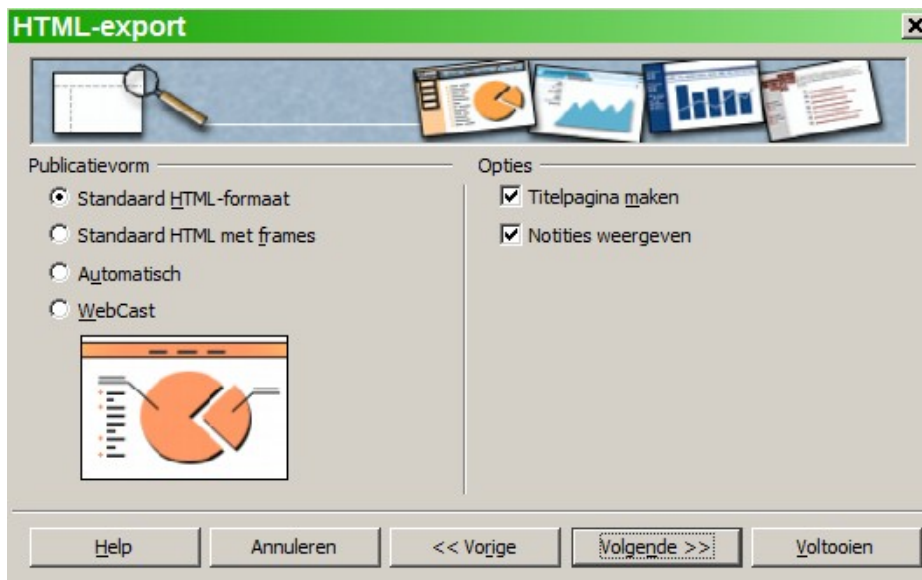 HTML-export
Publicatievorm
Standaard HTML-formaat
Standaard HTML met frames
Automatisch
WebCast
Opties
Titelpagina maken
Notities weergeven
Help
Annuleren
<< Vorige
Volgende >>
Voltooien